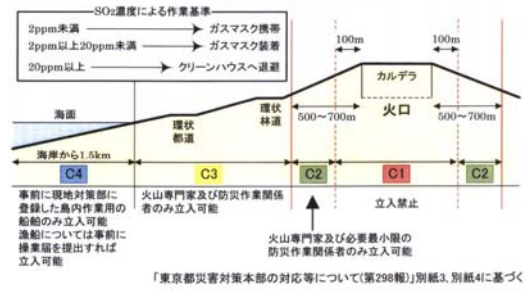 SO₂濃度による作業基準
2ppm未満 ガスマスク携帯
2ppm以上20ppm未満 ガスマスク装着
20ppm以上 クリーンハウスへ退避
100m
100m
カルデラ
火口
500～700m
500～700m
海面
環状
都道
環状
林道
海岸から1.5km
C4
C3
C2
C1
C2
事前に現地対策部に
登録した島内作業用の
船舶のみ立入可能
漁船については事前に
操業届を提出すれば
立入可能
火山専門家及び防災作業関係
者のみ立入可能
立入禁止
火山専門家及び必要最小限の
防災作業関係者のみ立入可能
「東京都災害対策本部の対応等について(第298報)」別紙3、別紙4に基づく